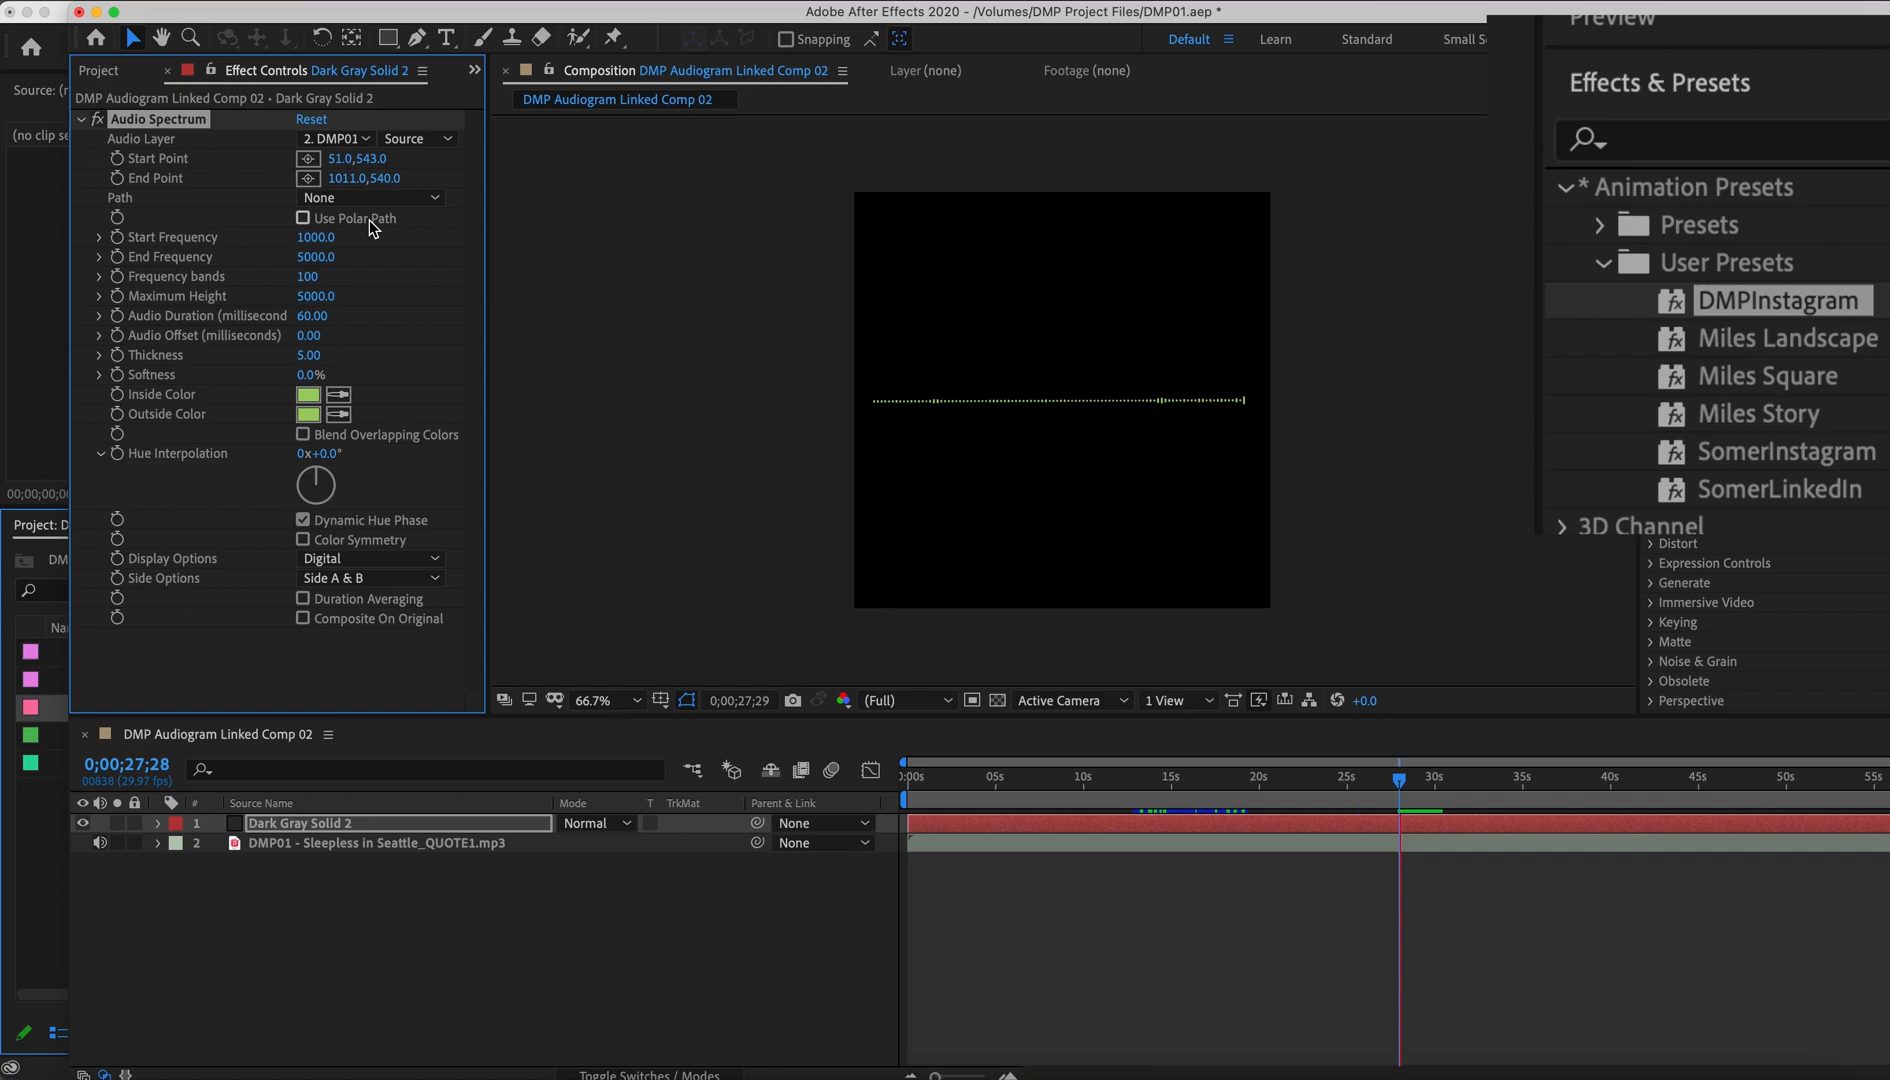 Adobe After Effects 2020 - /Volumes/DMP Project Files/DMP01.aep *
Snapping
Default
Learn
Standard
Small S
Preview
Project
Effect Controls Dark Gray Solid 2
Composition DMP Audiogram Linked Comp 02
Layer (none)
Footage (none)
Effects & Presets
Source: (n
DMP Audiogram Linked Comp 02 • Dark Gray Solid 2
DMP Audiogram Linked Comp 02
(no clip se
fx Audio Spectrum
Reset
Audio Layer
2. DMP01
Source
Start Point
51.0,543.0
End Point
1011.0,540.0
Path
None
Use Polar Path
Start Frequency
1000.0
End Frequency
5000.0
Frequency bands
100
Maximum Height
5000.0
Audio Duration (millisecond
60.00
Audio Offset (milliseconds)
0.00
Thickness
5.00
Softness
0.0%
Inside Color
Outside Color
Blend Overlapping Colors
Hue Interpolation
0x+0.0°
Dynamic Hue Phase
Color Symmetry
Display Options
Digital
Side Options
Side A & B
Duration Averaging
Composite On Original
* Animation Presets
Presets
User Presets
DMPInstagram
Miles Landscape
Miles Square
Miles Story
SomerInstagram
SomerLinkedIn
3D Channel
Distort
Expression Controls
Generate
Immersive Video
Keying
Matte
Noise & Grain
Obsolete
Perspective
00;00;00;00
Project: D
DM
Na
66.7%
0;00;27;29
(Full)
Active Camera
1 View
+0.0
DMP Audiogram Linked Comp 02
0;00;27;28
00838 (29.97 fps)
0:00s
05s
10s
15s
20s
25s
30s
35s
40s
45s
50s
55s
#
Source Name
Mode
T
TrkMat
Parent & Link
1
Dark Gray Solid 2
Normal
None
2
DMP01 - Sleepless in Seattle_QUOTE1.mp3
None
Toggle Switches / Modes